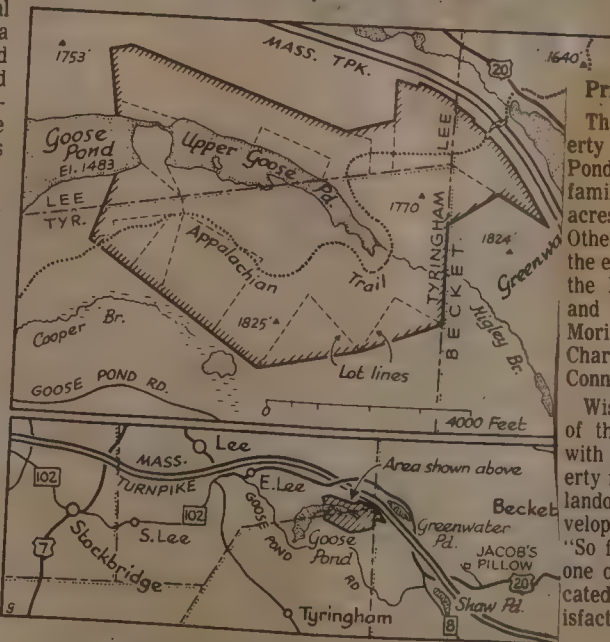 al
a
d
d
e
s
1753'
MASS. TPK.
20
1640'
Goose
Pond
El. 1483
Upper Goose Pd.
LEE
TYR.
LEE
1770
TYRINGHAM
BECKET
1824'
Greenwa
Appalachian
Trail
1825'
Cooper Br.
Higley Br.
Lot lines
GOOSE POND RD.
0
4000 Feet
Lee
MASS.
TURNPIKE
E. Lee
Area shown above
102
102
S. Lee
Stockbridge
7
GOOSE POND RD
Goose
Pond
Greenwater
Pd.
Becket
JACOB'S
PILLOW
20
Tyringham
Shaw Pd.
8
g
Pri
Th
erty
Pond
famil
acres
Other
the e
the
and
Mori
Char
Conn
Wis
of th
with
erty
lando
velop
"So f
one o
cated
isfact